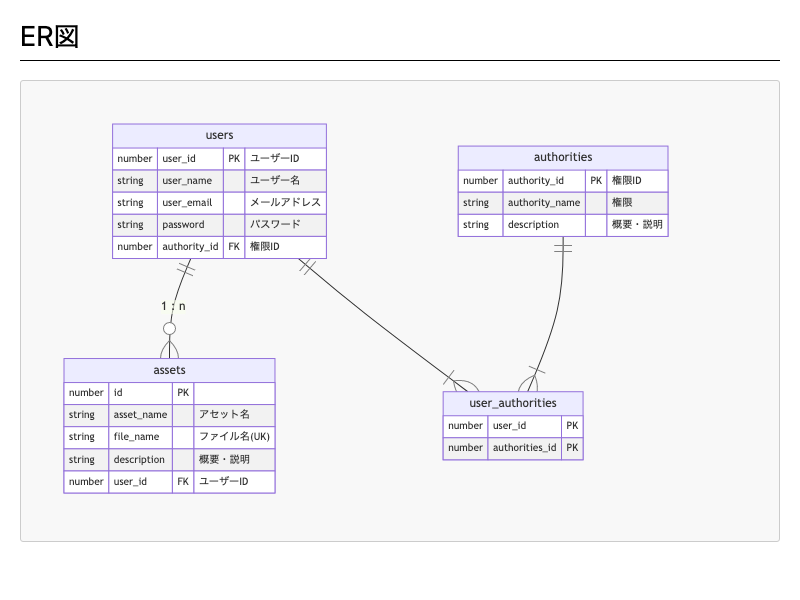 ER図
users
number user_id PK ユーザーID
string user_name ユーザー名
string user_email メールアドレス
string password パスワード
number authority_id FK 権限ID
authorities
number authority_id PK 権限ID
string authority_name 権限
string description 概要・説明
1 : n
assets
number id PK
string asset_name アセット名
string file_name ファイル名(UK)
string description 概要・説明
number user_id FK ユーザーID
user_authorities
number user_id PK
number authorities_id PK